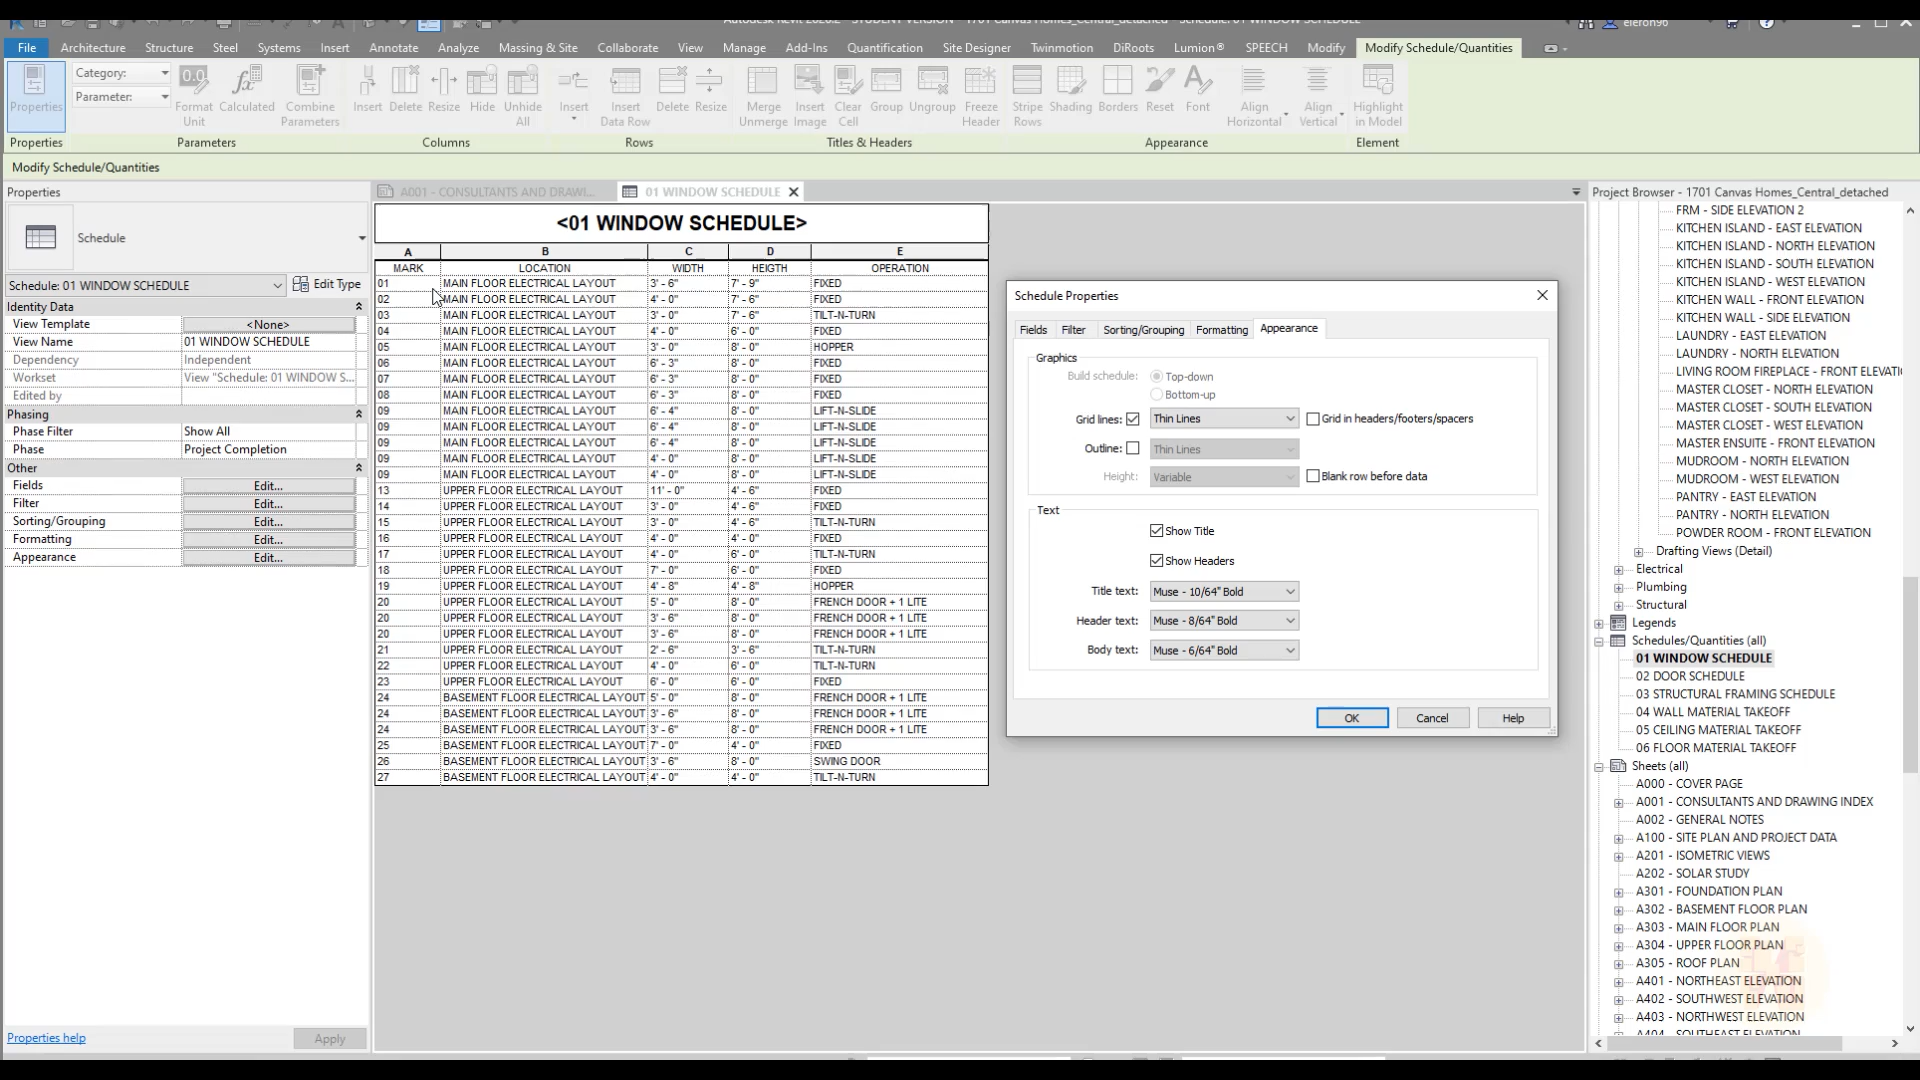 Autodesk Revit 2020.2 - STUDENT VERSION - 1701 Canvas Homes_Central_detached - Schedule: 01 WINDOW SCHEDULE
eleron96
File Architecture Structure Steel Systems Insert Annotate Analyze Massing & Site Collaborate View Manage Add-Ins Quantification Site Designer Twinmotion DiRoots Lumion® SPEECH Modify Modify Schedule/Quantities
Category:
Parameter:
Properties
Format Unit
Calculated
Combine Parameters
Insert Delete Resize Hide Unhide All
Insert
Insert Data Row
Delete Resize
Merge Unmerge
Insert Image
Clear Cell
Group Ungroup
Freeze Header
Stripe Rows
Shading Borders Reset Font
Align Horizontal
Align Vertical
Highlight in Model
Properties Parameters Columns Rows Titles & Headers Appearance Element
Modify Schedule/Quantities
Properties
Schedule
Schedule: 01 WINDOW SCHEDULE Edit Type
Identity Data
View Template <None>
View Name 01 WINDOW SCHEDULE
Dependency Independent
Workset View "Schedule: 01 WINDOW S...
Edited by
Phasing
Phase Filter Show All
Phase Project Completion
Other
Fields Edit...
Filter Edit...
Sorting/Grouping Edit...
Formatting Edit...
Appearance Edit...
Properties help Apply
A001 - CONSULTANTS AND DRAWI... 01 WINDOW SCHEDULE
<01 WINDOW SCHEDULE>
A B C D E
MARK LOCATION WIDTH HEIGTH OPERATION
01 MAIN FLOOR ELECTRICAL LAYOUT 3' - 6" 7' - 9" FIXED
02 MAIN FLOOR ELECTRICAL LAYOUT 4' - 0" 7' - 6" FIXED
03 MAIN FLOOR ELECTRICAL LAYOUT 3' - 0" 7' - 6" TILT-N-TURN
04 MAIN FLOOR ELECTRICAL LAYOUT 4' - 0" 6' - 0" FIXED
05 MAIN FLOOR ELECTRICAL LAYOUT 3' - 0" 8' - 0" HOPPER
06 MAIN FLOOR ELECTRICAL LAYOUT 6' - 3" 8' - 0" FIXED
07 MAIN FLOOR ELECTRICAL LAYOUT 6' - 3" 8' - 0" FIXED
08 MAIN FLOOR ELECTRICAL LAYOUT 6' - 3" 8' - 0" FIXED
09 MAIN FLOOR ELECTRICAL LAYOUT 6' - 4" 8' - 0" LIFT-N-SLIDE
09 MAIN FLOOR ELECTRICAL LAYOUT 6' - 4" 8' - 0" LIFT-N-SLIDE
09 MAIN FLOOR ELECTRICAL LAYOUT 6' - 4" 8' - 0" LIFT-N-SLIDE
09 MAIN FLOOR ELECTRICAL LAYOUT 4' - 0" 8' - 0" LIFT-N-SLIDE
09 MAIN FLOOR ELECTRICAL LAYOUT 4' - 0" 8' - 0" LIFT-N-SLIDE
13 UPPER FLOOR ELECTRICAL LAYOUT 11' - 0" 4' - 6" FIXED
14 UPPER FLOOR ELECTRICAL LAYOUT 3' - 0" 4' - 6" FIXED
15 UPPER FLOOR ELECTRICAL LAYOUT 3' - 0" 4' - 6" TILT-N-TURN
16 UPPER FLOOR ELECTRICAL LAYOUT 4' - 0" 4' - 0" FIXED
17 UPPER FLOOR ELECTRICAL LAYOUT 4' - 0" 6' - 0" TILT-N-TURN
18 UPPER FLOOR ELECTRICAL LAYOUT 7' - 0" 6' - 0" FIXED
19 UPPER FLOOR ELECTRICAL LAYOUT 4' - 8" 4' - 8" HOPPER
20 UPPER FLOOR ELECTRICAL LAYOUT 5' - 0" 8' - 0" FRENCH DOOR + 1 LITE
20 UPPER FLOOR ELECTRICAL LAYOUT 3' - 6" 8' - 0" FRENCH DOOR + 1 LITE
20 UPPER FLOOR ELECTRICAL LAYOUT 3' - 6" 8' - 0" FRENCH DOOR + 1 LITE
21 UPPER FLOOR ELECTRICAL LAYOUT 2' - 6" 3' - 6" TILT-N-TURN
22 UPPER FLOOR ELECTRICAL LAYOUT 4' - 0" 6' - 0" TILT-N-TURN
23 UPPER FLOOR ELECTRICAL LAYOUT 6' - 0" 6' - 0" FIXED
24 BASEMENT FLOOR ELECTRICAL LAYOUT 5' - 0" 8' - 0" FRENCH DOOR + 1 LITE
24 BASEMENT FLOOR ELECTRICAL LAYOUT 3' - 6" 8' - 0" FRENCH DOOR + 1 LITE
24 BASEMENT FLOOR ELECTRICAL LAYOUT 3' - 6" 8' - 0" FRENCH DOOR + 1 LITE
25 BASEMENT FLOOR ELECTRICAL LAYOUT 7' - 0" 4' - 0" FIXED
26 BASEMENT FLOOR ELECTRICAL LAYOUT 3' - 6" 8' - 0" SWING DOOR
27 BASEMENT FLOOR ELECTRICAL LAYOUT 4' - 0" 4' - 0" TILT-N-TURN
Schedule Properties
Fields Filter Sorting/Grouping Formatting Appearance
Graphics
Build schedule: Top-down
Bottom-up
Grid lines: Thin Lines Grid in headers/footers/spacers
Outline: Thin Lines
Height: Variable Blank row before data
Text
Show Title
Show Headers
Title text: Muse - 10/64" Bold
Header text: Muse - 8/64" Bold
Body text: Muse - 6/64" Bold
OK Cancel Help
Project Browser - 1701 Canvas Homes_Central_detached
FRM - SIDE ELEVATION 2
KITCHEN ISLAND - EAST ELEVATION
KITCHEN ISLAND - NORTH ELEVATION
KITCHEN ISLAND - SOUTH ELEVATION
KITCHEN ISLAND - WEST ELEVATION
KITCHEN WALL - FRONT ELEVATION
KITCHEN WALL - SIDE ELEVATION
LAUNDRY - EAST ELEVATION
LAUNDRY - NORTH ELEVATION
LIVING ROOM FIREPLACE - FRONT ELEVATI
MASTER CLOSET - NORTH ELEVATION
MASTER CLOSET - SOUTH ELEVATION
MASTER CLOSET - WEST ELEVATION
MASTER ENSUITE - FRONT ELEVATION
MUDROOM - NORTH ELEVATION
MUDROOM - WEST ELEVATION
PANTRY - EAST ELEVATION
PANTRY - NORTH ELEVATION
POWDER ROOM - FRONT ELEVATION
Drafting Views (Detail)
Electrical
Plumbing
Structural
Legends
Schedules/Quantities (all)
01 WINDOW SCHEDULE
02 DOOR SCHEDULE
03 STRUCTURAL FRAMING SCHEDULE
04 WALL MATERIAL TAKEOFF
05 CEILING MATERIAL TAKEOFF
06 FLOOR MATERIAL TAKEOFF
Sheets (all)
A000 - COVER PAGE
A001 - CONSULTANTS AND DRAWING INDEX
A002 - GENERAL NOTES
A100 - SITE PLAN AND PROJECT DATA
A201 - ISOMETRIC VIEWS
A202 - SOLAR STUDY
A301 - FOUNDATION PLAN
A302 - BASEMENT FLOOR PLAN
A303 - MAIN FLOOR PLAN
A304 - UPPER FLOOR PLAN
A305 - ROOF PLAN
A401 - NORTHEAST ELEVATION
A402 - SOUTHWEST ELEVATION
A403 - NORTHWEST ELEVATION
A404 - SOUTHEAST ELEVATION